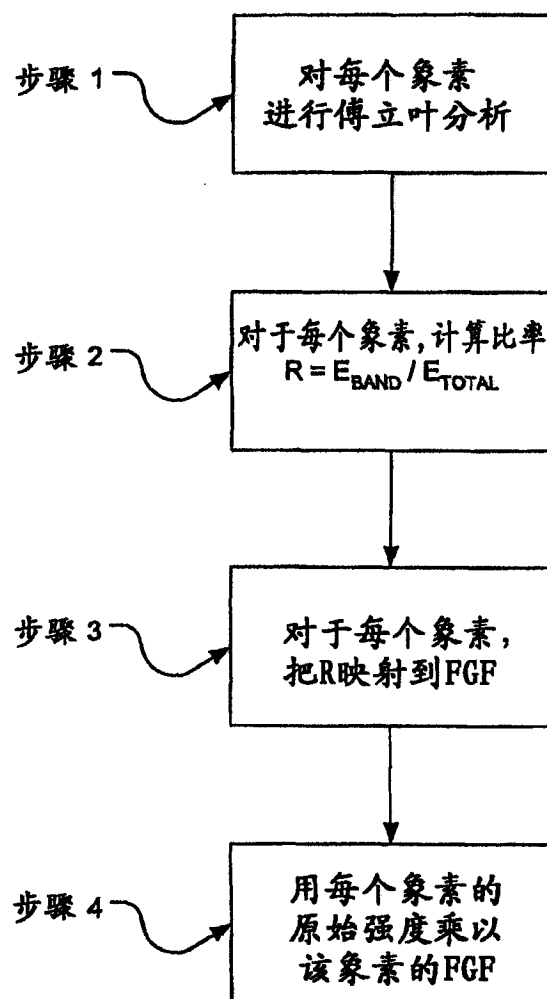 步骤 1
对每个象素
进行傅立叶分析
步骤 2
对于每个象素,计算比率
R = E_BAND / E_TOTAL
步骤 3
对于每个象素,
把R映射到FGF
步骤 4
用每个象素的
原始强度乘以
该象素的FGF